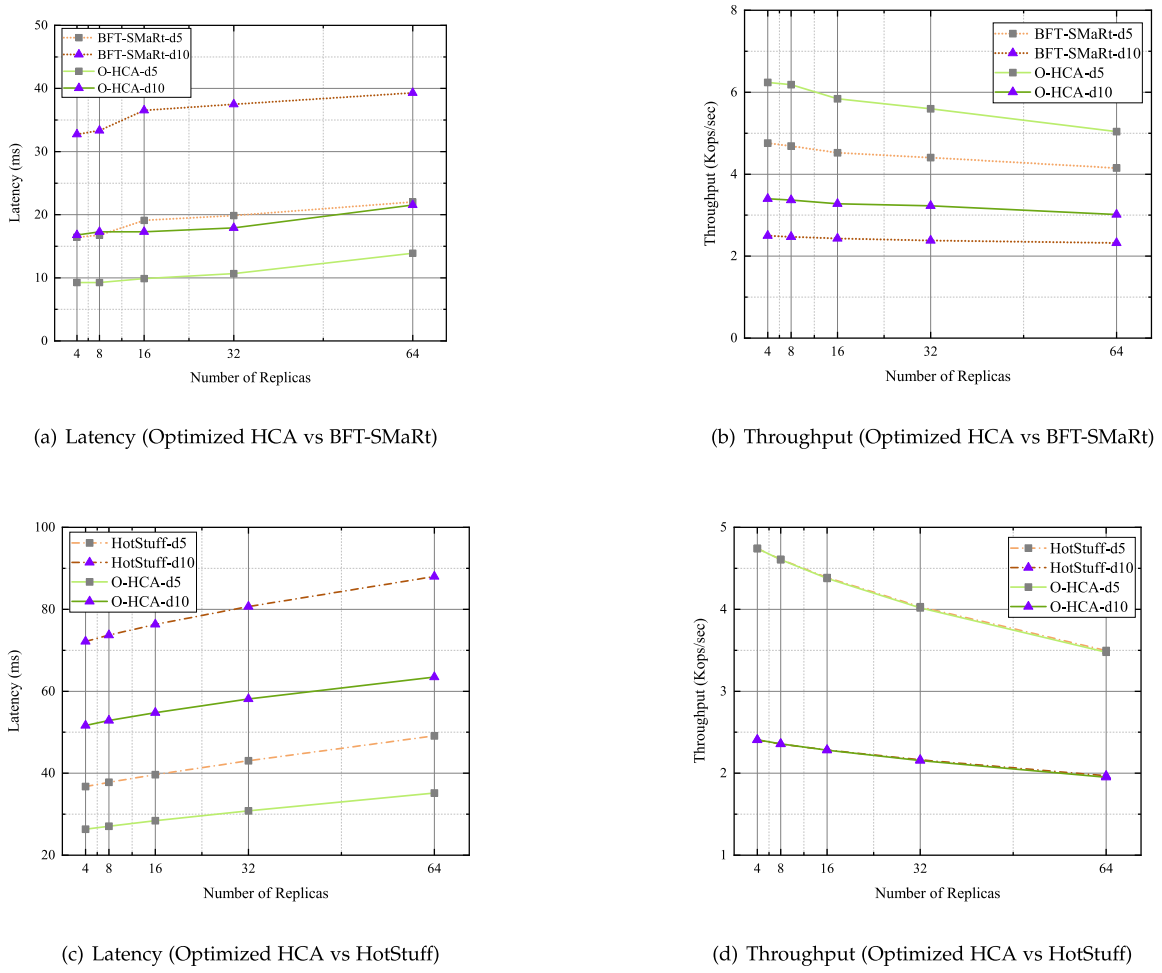 50
40
30
20
10
0
Latency (ms)
BFT-SMaRt-d5
BFT-SMaRt-d10
O-HCA-d5
O-HCA-d10
4 8 16 32 64
Number of Replicas
(a) Latency (Optimized HCA vs BFT-SMaRt)
8
6
4
2
0
Throughput (Kops/sec)
BFT-SMaRt-d5
BFT-SMaRt-d10
O-HCA-d5
O-HCA-d10
4 8 16 32 64
Number of Replicas
(b) Throughput (Optimized HCA vs BFT-SMaRt)
100
80
60
40
20
Latency (ms)
HotStuff-d5
HotStuff-d10
O-HCA-d5
O-HCA-d10
4 8 16 32 64
Number of Replicas
(c) Latency (Optimized HCA vs HotStuff)
5
4
3
2
1
Throughput (Kops/sec)
HotStuff-d5
HotStuff-d10
O-HCA-d5
O-HCA-d10
4 8 16 32 64
Number of Replicas
(d) Throughput (Optimized HCA vs HotStuff)